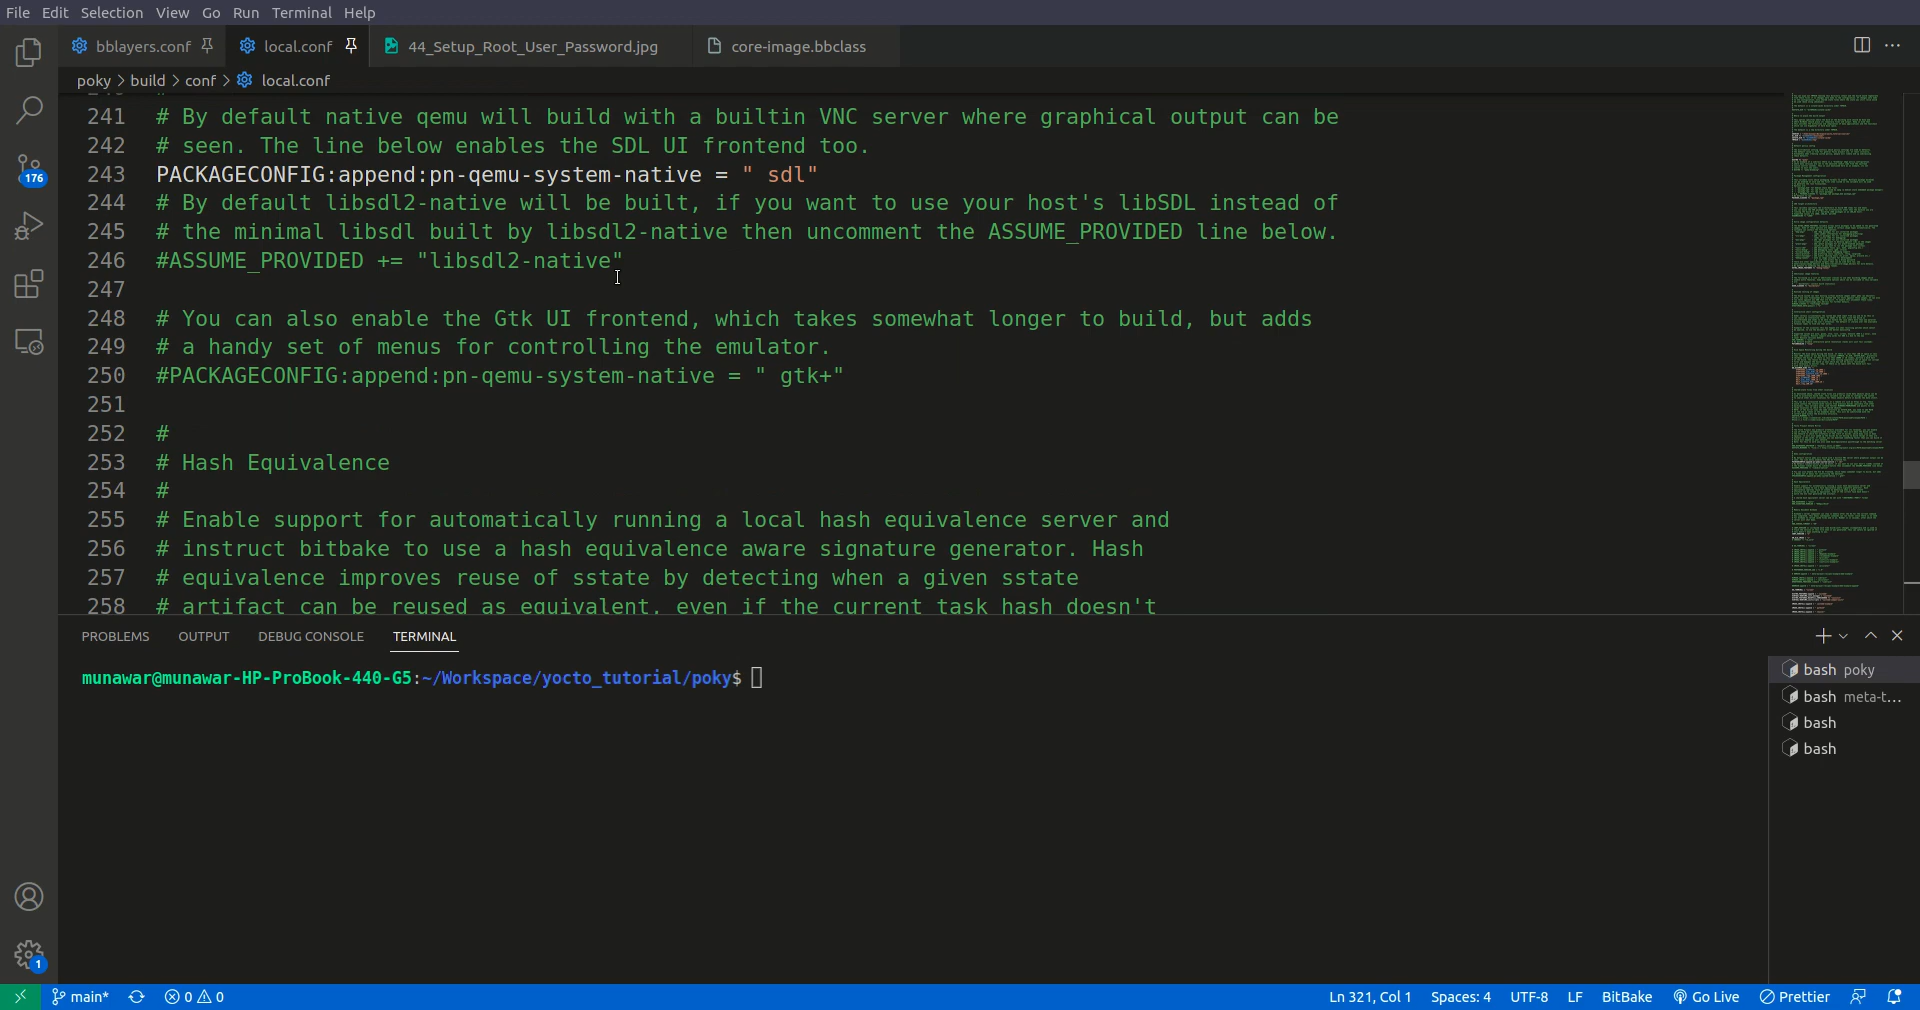 File Edit Selection View Go Run Terminal Help
bblayers.conf local.conf 44_Setup_Root_User_Password.jpg core-image.bbclass
poky > build > conf > local.conf
241 # By default native qemu will build with a builtin VNC server where graphical output can be
242 # seen. The line below enables the SDL UI frontend too.
243 PACKAGECONFIG:append:pn-qemu-system-native = " sdl"
244 # By default libsdl2-native will be built, if you want to use your host's libSDL instead of
245 # the minimal libsdl built by libsdl2-native then uncomment the ASSUME_PROVIDED line below.
246 #ASSUME_PROVIDED += "libsdl2-native"
247
248 # You can also enable the Gtk UI frontend, which takes somewhat longer to build, but adds
249 # a handy set of menus for controlling the emulator.
250 #PACKAGECONFIG:append:pn-qemu-system-native = " gtk+"
251
252 #
253 # Hash Equivalence
254 #
255 # Enable support for automatically running a local hash equivalence server and
256 # instruct bitbake to use a hash equivalence aware signature generator. Hash
257 # equivalence improves reuse of sstate by detecting when a given sstate
258 # artifact can be reused as equivalent, even if the current task hash doesn't
176
1
PROBLEMS OUTPUT DEBUG CONSOLE TERMINAL
munawar@munawar-HP-ProBook-440-G5:~/Workspace/yocto_tutorial/poky$
bash poky
bash meta-t...
bash
bash
main* 0 0 Ln 321, Col 1 Spaces: 4 UTF-8 LF BitBake Go Live Prettier